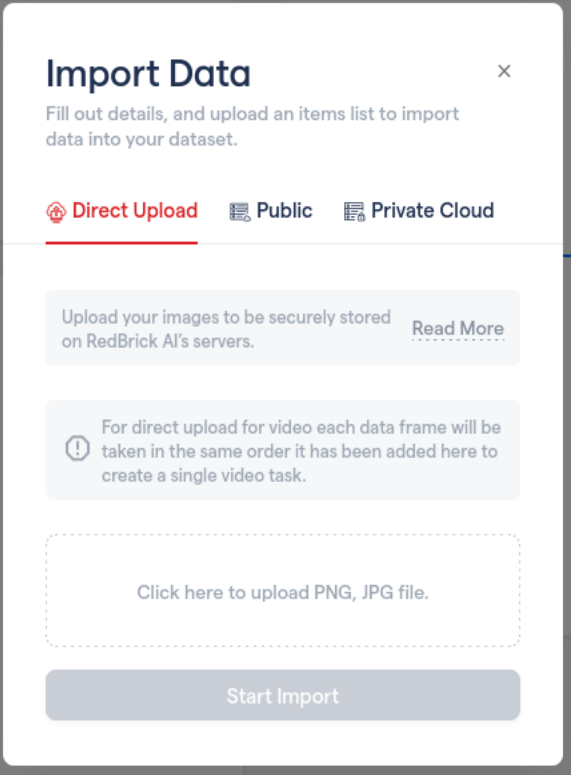 Import Data
Fill out details, and upload an items list to import
data into your dataset.
Direct Upload
Public
Private Cloud
Upload your images to be securely stored
on RedBrick AI's servers.
Read More
For direct upload for video each data frame will be
taken in the same order it has been added here to
create a single video task.
Click here to upload PNG, JPG file.
Start Import